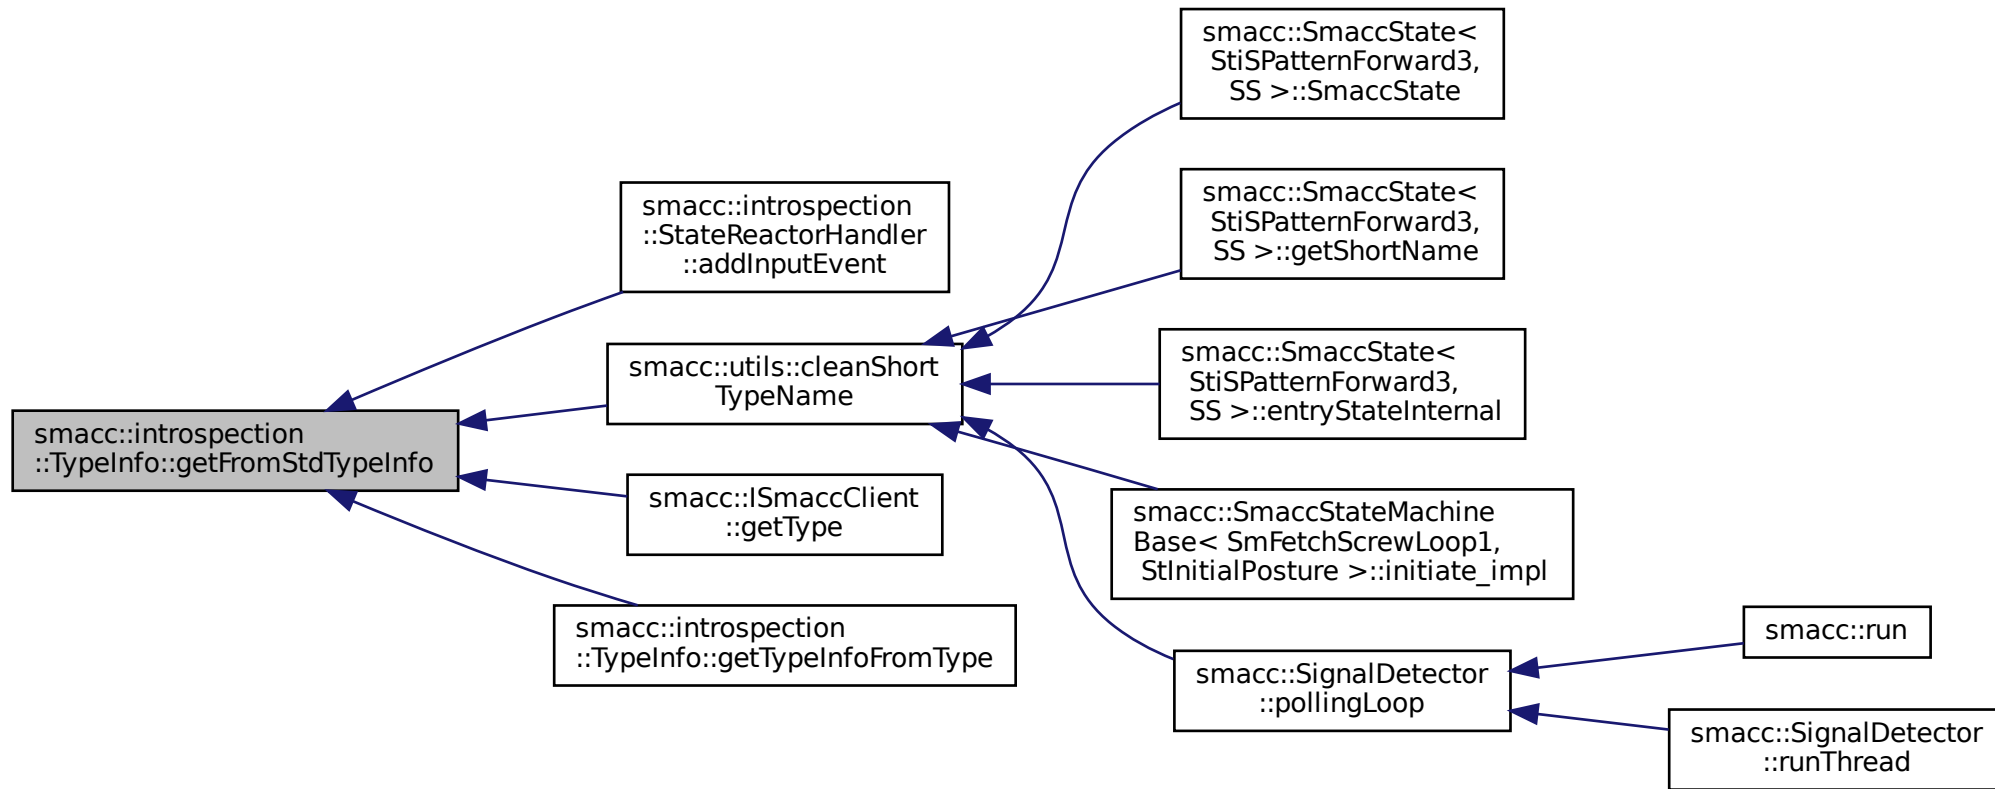 smacc::SmaccState<
StiSPatternForward3,
SS >::SmaccState
smacc::SmaccState<
StiSPatternForward3,
SS >::getShortName
smacc::introspection
::StateReactorHandler
::addInputEvent
smacc::utils::cleanShort
TypeName
smacc::SmaccState<
StiSPatternForward3,
SS >::entryStateInternal
smacc::introspection
::TypeInfo::getFromStdTypeInfo
smacc::ISmaccClient
::getType
smacc::SmaccStateMachine
Base< SmFetchScrewLoop1,
StInitialPosture >::initiate_impl
smacc::introspection
::TypeInfo::getTypeInfoFromType
smacc::SignalDetector
::pollingLoop
smacc::run
smacc::SignalDetector
::runThread